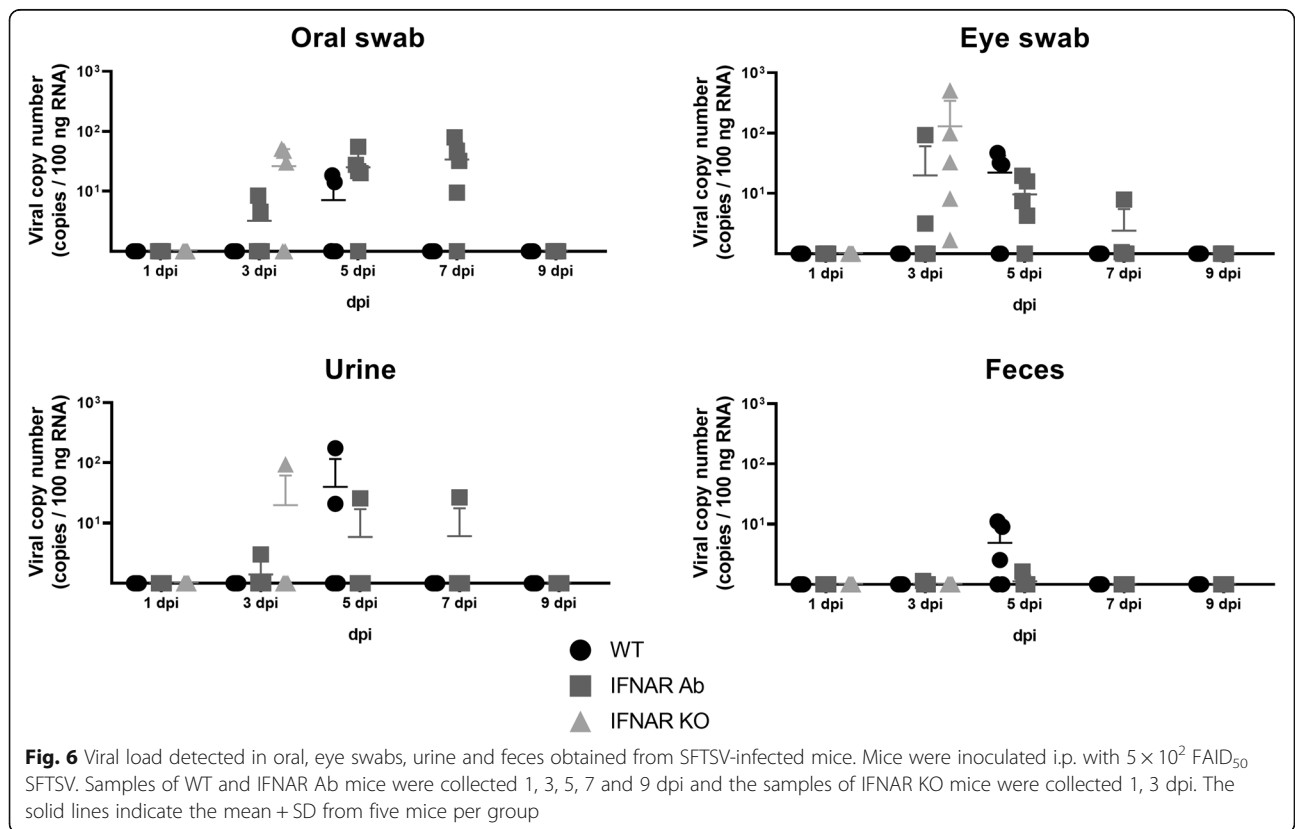 Oral swab
Viral copy number
(copies / 100 ng RNA)
10³
10²
10¹
1 dpi 3 dpi 5 dpi 7 dpi 9 dpi
dpi
Eye swab
Viral copy number
(copies / 100 ng RNA)
10³
10²
10¹
1 dpi 3 dpi 5 dpi 7 dpi 9 dpi
dpi
Urine
Viral copy number
(copies / 100 ng RNA)
10³
10²
10¹
1 dpi 3 dpi 5 dpi 7 dpi 9 dpi
dpi
Feces
Viral copy number
(copies / 100 ng RNA)
10³
10²
10¹
1 dpi 3 dpi 5 dpi 7 dpi 9 dpi
dpi
WT
IFNAR Ab
IFNAR KO
Fig. 6 Viral load detected in oral, eye swabs, urine and feces obtained from SFTSV-infected mice. Mice were inoculated i.p. with 5 × 10² FAID₅₀
SFTSV. Samples of WT and IFNAR Ab mice were collected 1, 3, 5, 7 and 9 dpi and the samples of IFNAR KO mice were collected 1, 3 dpi. The
solid lines indicate the mean + SD from five mice per group